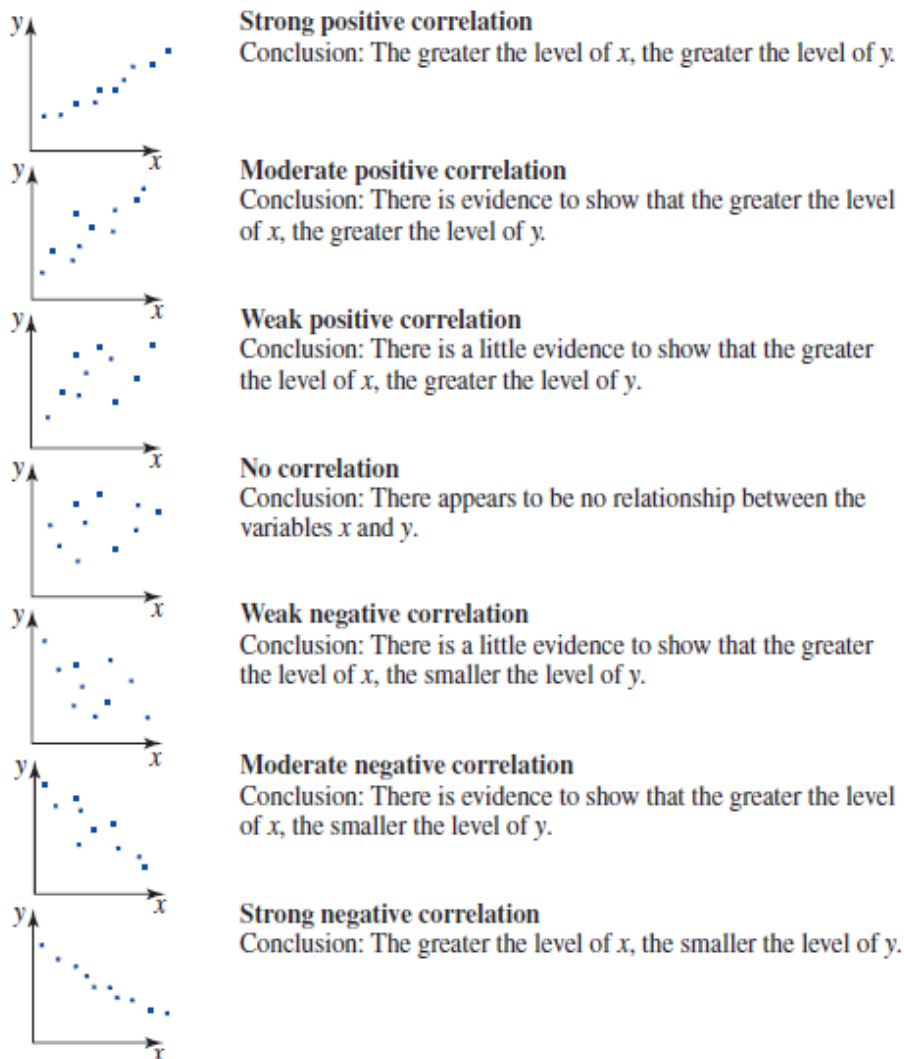 y
Strong positive correlation
Conclusion: The greater the level of x, the greater the level of y.
x
y
Moderate positive correlation
Conclusion: There is evidence to show that the greater the level
of x, the greater the level of y.
x
y
Weak positive correlation
Conclusion: There is a little evidence to show that the greater
the level of x, the greater the level of y.
x
y
No correlation
Conclusion: There appears to be no relationship between the
variables x and y.
x
y
Weak negative correlation
Conclusion: There is a little evidence to show that the greater
the level of x, the smaller the level of y.
x
y
Moderate negative correlation
Conclusion: There is evidence to show that the greater the level
of x, the smaller the level of y.
x
y
Strong negative correlation
Conclusion: The greater the level of x, the smaller the level of y.
x